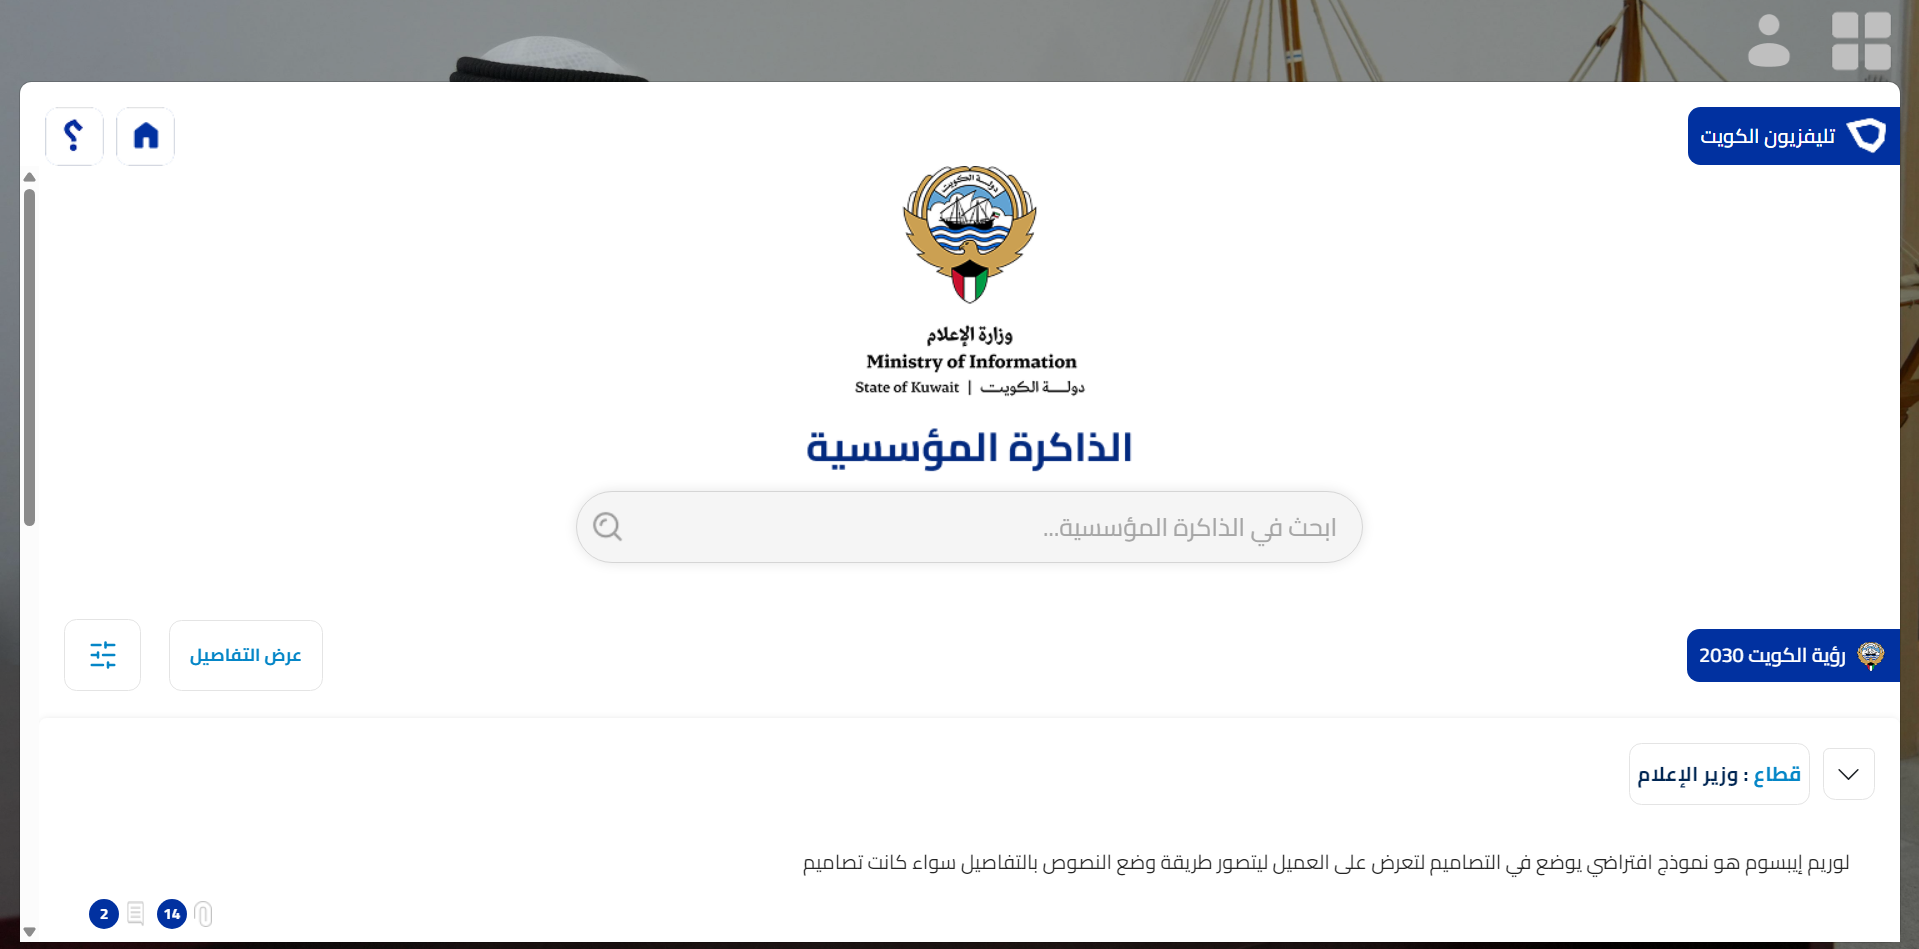 تليفزيون الكويت
دولة الكويت
وزارة الإعلام
Ministry of Information
State of Kuwait | دولـــة الكويـت
الذاكرة المؤسسية
ابحث في الذاكرة المؤسسية...
رؤية الكويت 2030
عرض التفاصيل
قطاع : وزير الإعلام
لوريم إيبسوم هو نموذج افتراضي يوضع في التصاميم لتعرض على العميل ليتصور طريقة وضع النصوص بالتفاصيل سواء كانت تصاميم
14 2